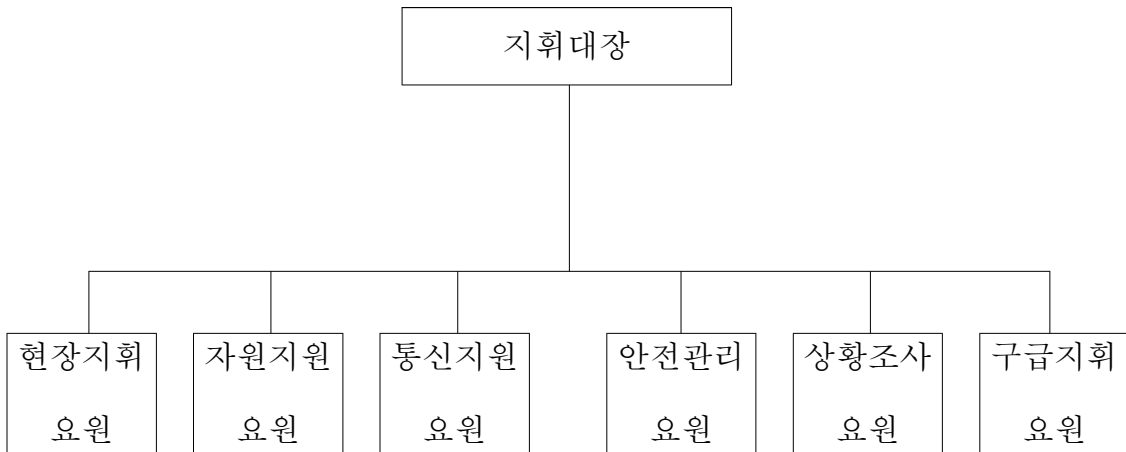 지휘대장
현장지휘
요원
자원지원
요원
통신지원
요원
안전관리
요원
상황조사
요원
구급지휘
요원